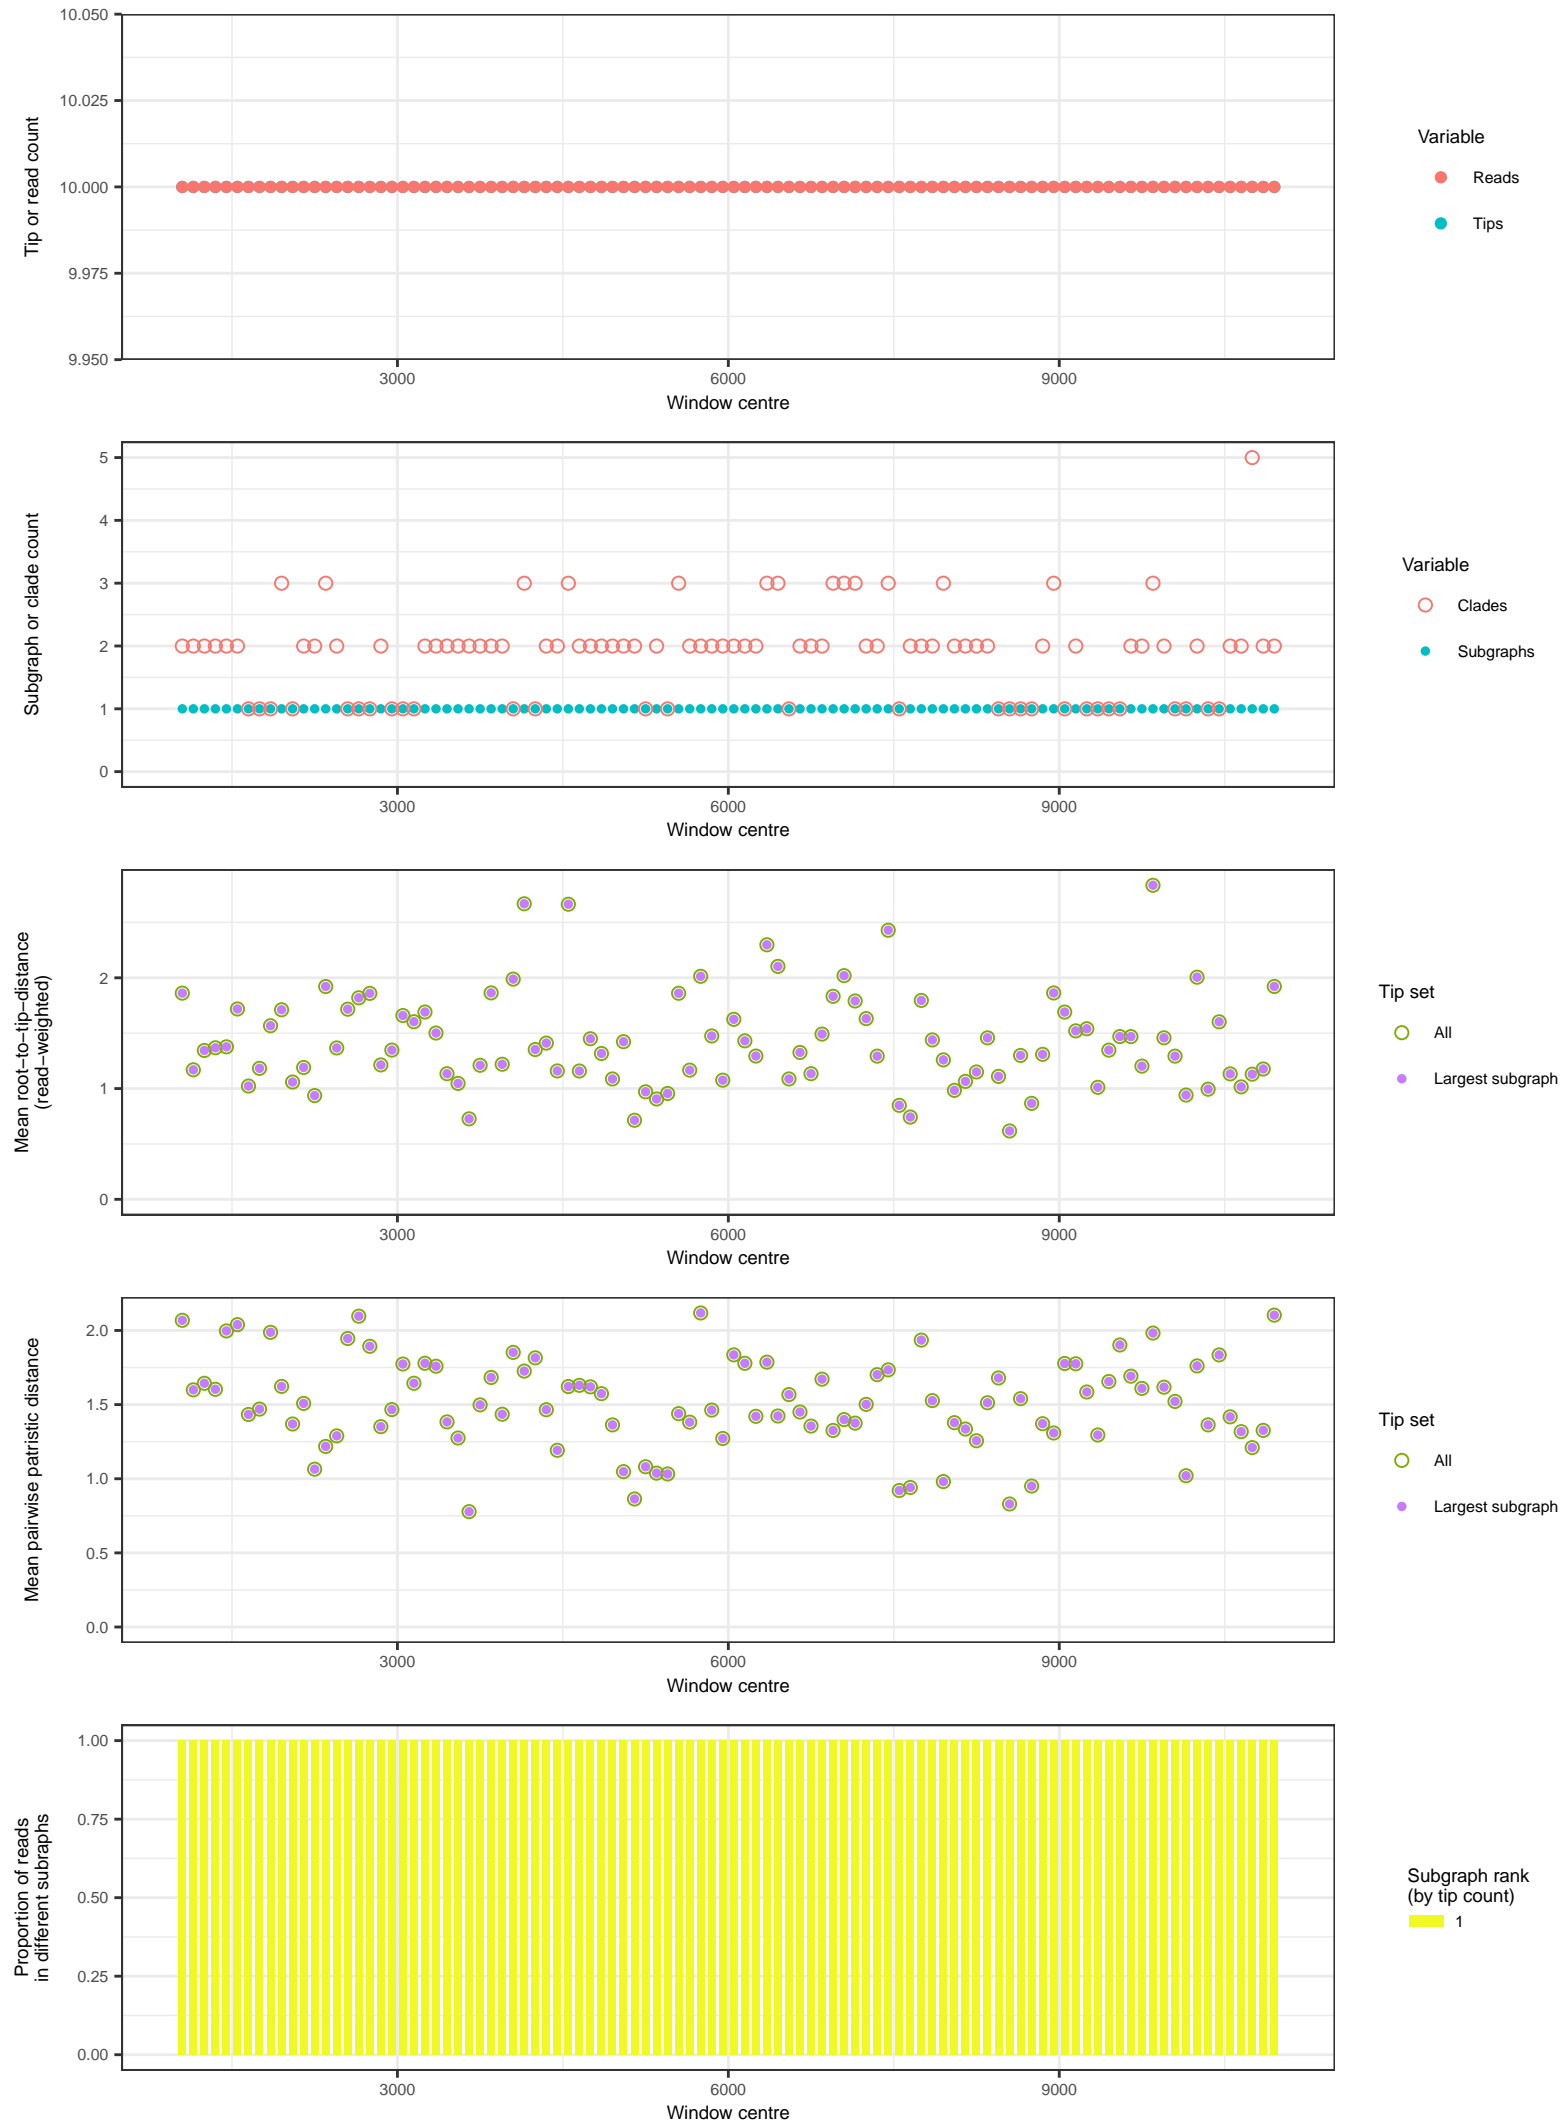 10.050
10.025
10.000
9.975
9.950
Tip or read count
3000 6000 9000
Window centre
Variable
Reads
Tips
5
4
3
2
1
0
Subgraph or clade count
3000 6000 9000
Window centre
Variable
Clades
Subgraphs
2
1
0
Mean root−to−tip−distance
(read−weighted)
3000 6000 9000
Window centre
Tip set
All
Largest subgraph
2.0
1.5
1.0
0.5
0.0
Mean pairwise patristic distance
3000 6000 9000
Window centre
Tip set
All
Largest subgraph
1.00
0.75
0.50
0.25
0.00
Proportion of reads
in different subraphs
3000 6000 9000
Window centre
Subgraph rank
(by tip count)
1